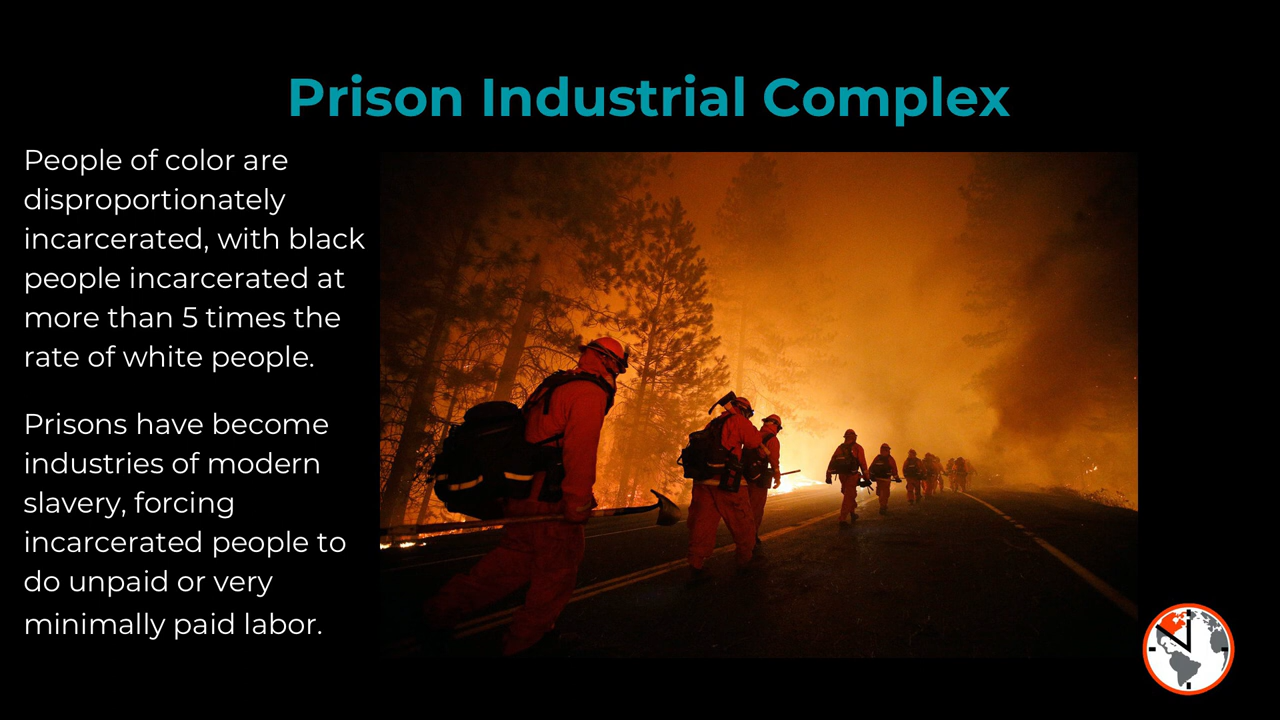 Prison Industrial Complex
People of color are
disproportionately
incarcerated, with black
people incarcerated at
more than 5 times the
rate of white people.
Prisons have become
industries of modern
slavery, forcing
incarcerated people to
do unpaid or very
minimally paid labor.